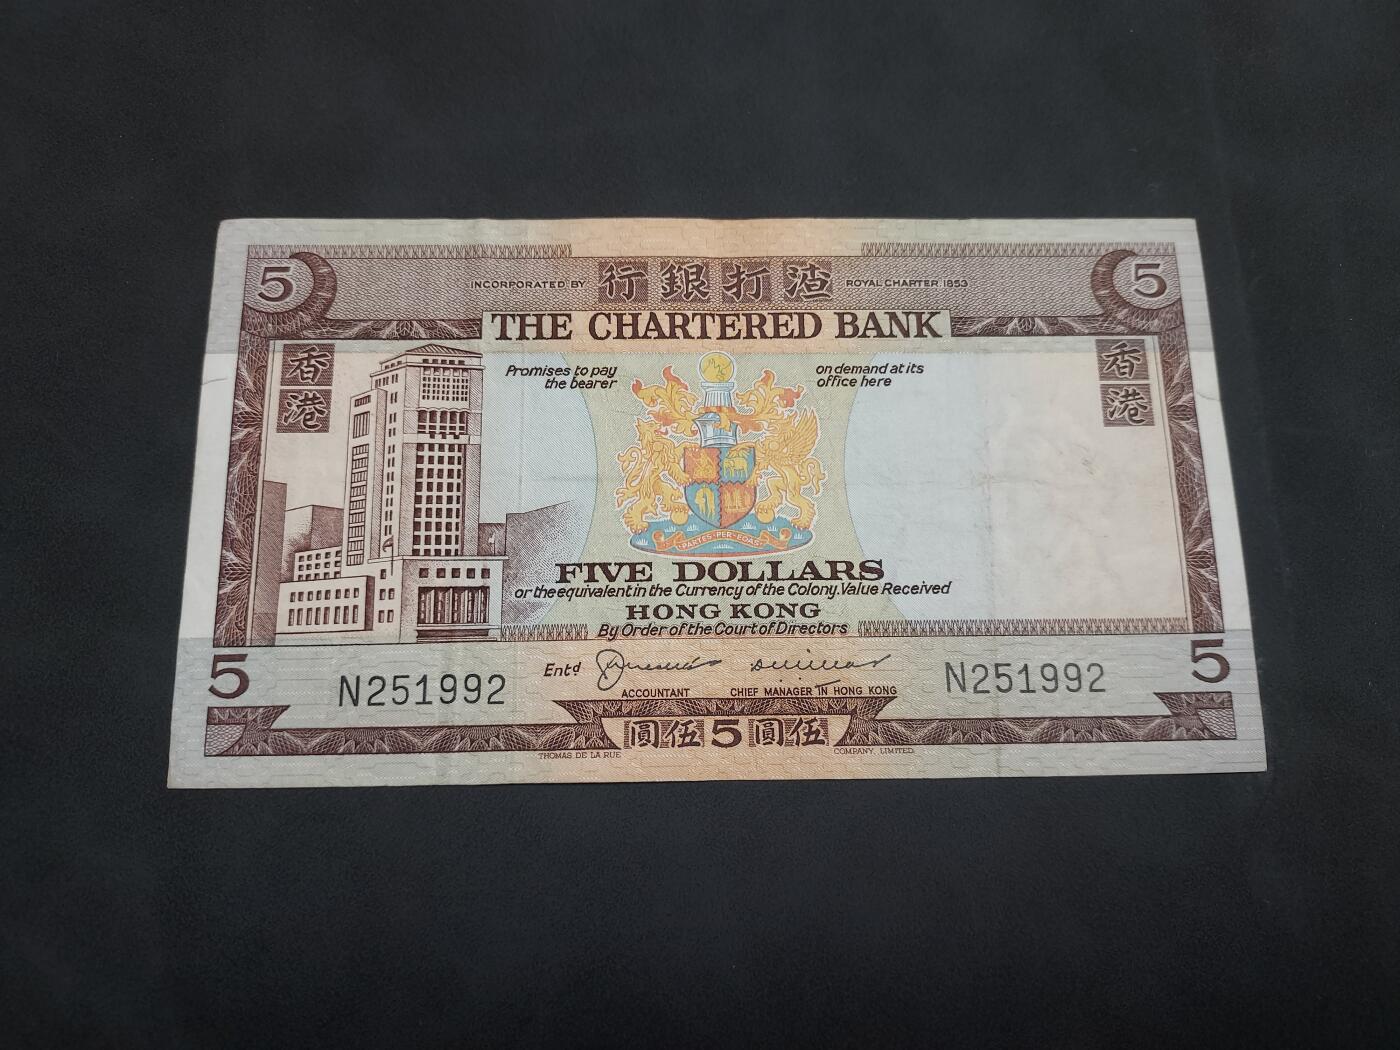 5 INCORPORATED BY 行銀打渣 ROYAL CHARTER 1853 5
THE CHARTERED BANK
香港 香港
Promises to pay the bearer
on demand at its office here
PARTES·PER·EOAS
FIVE DOLLARS
or the equivalent in the Currency of the Colony. Value Received
HONG KONG
By Order of the Court of Directors
5 5
N251992 Entd N251992
ACCOUNTANT CHIEF MANAGER IN HONG KONG
圓伍5圓伍
THOMAS DE LA RUE COMPANY, LIMITED.